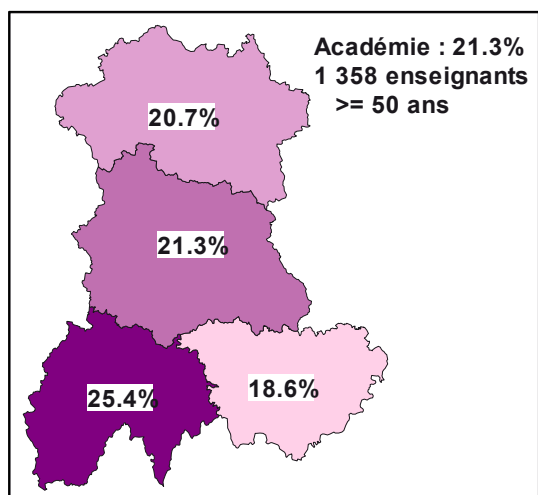 Académie : 21.3%
1 358 enseignants
>= 50 ans
20.7%
21.3%
25.4%
18.6%